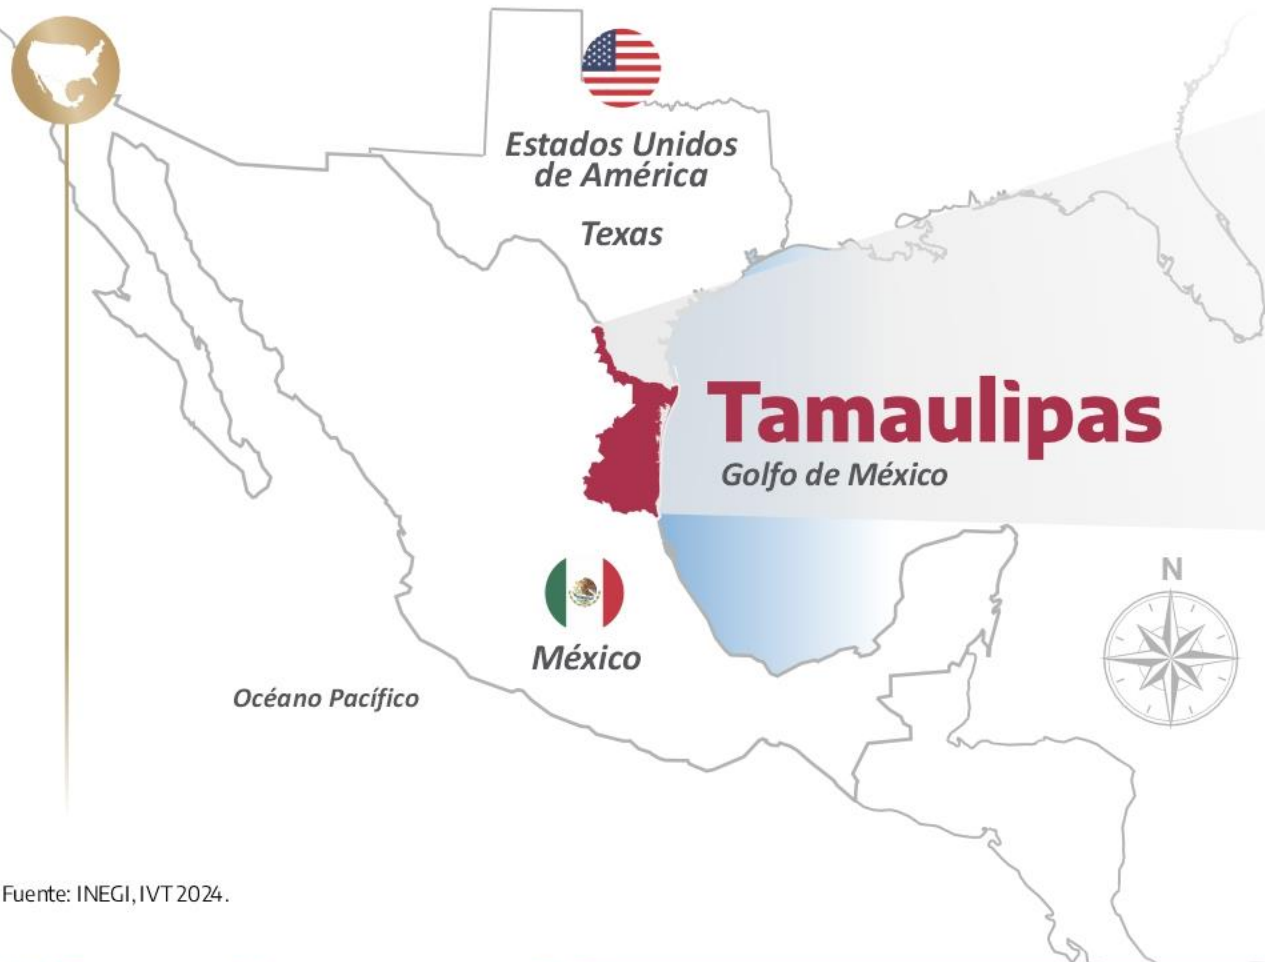 Estados Unidos
de América
Texas
Tamaulipas
Golfo de México
N
México
Océano Pacífico
Fuente: INEGI, IVT 2024.